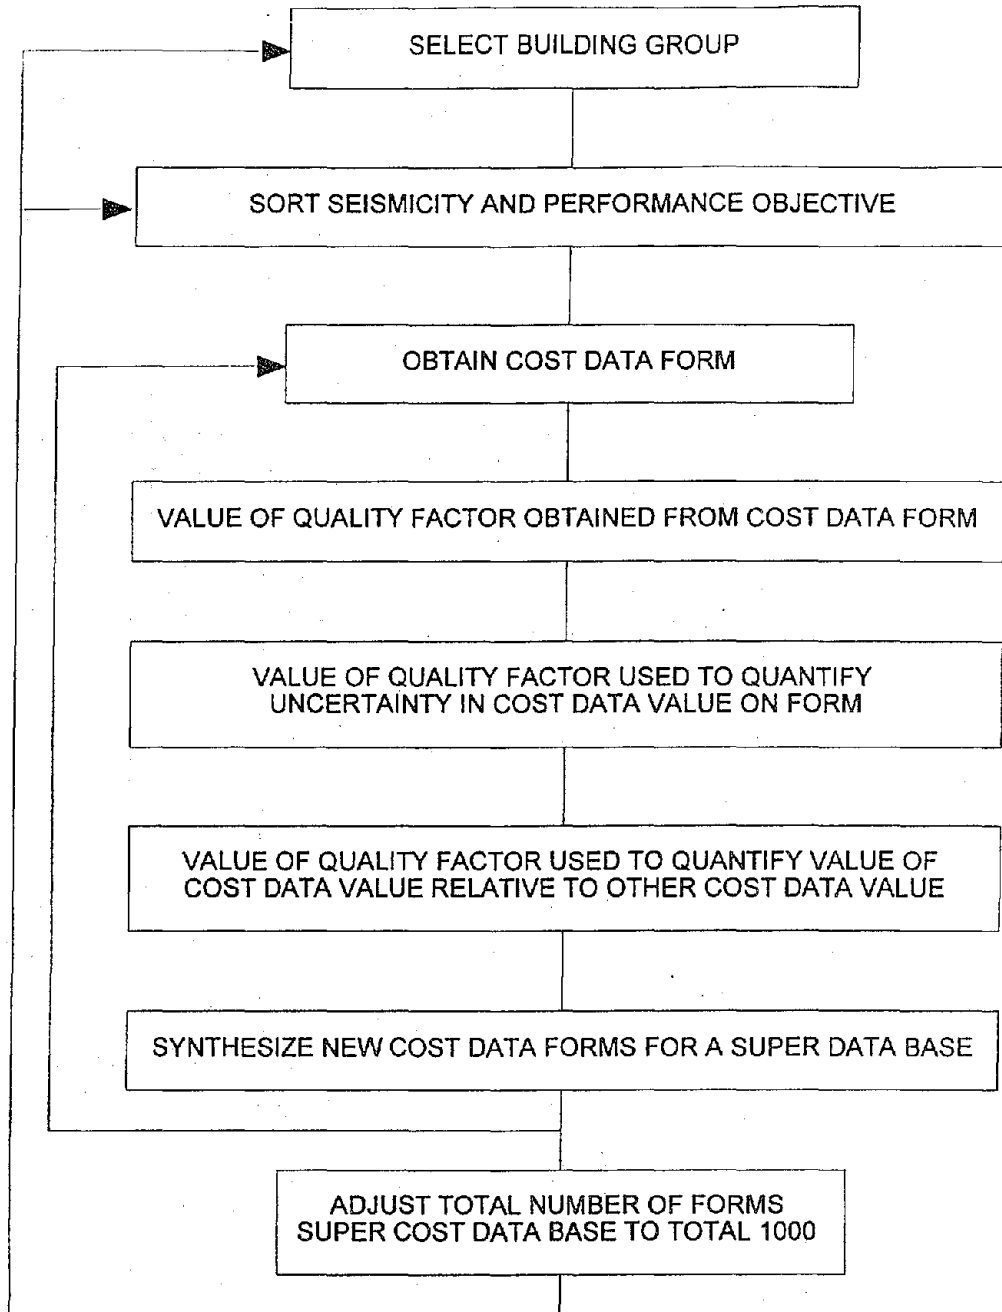 SELECT BUILDING GROUP
SORT SEISMICITY AND PERFORMANCE OBJECTIVE
OBTAIN COST DATA FORM
VALUE OF QUALITY FACTOR OBTAINED FROM COST DATA FORM
VALUE OF QUALITY FACTOR USED TO QUANTIFY
UNCERTAINTY IN COST DATA VALUE ON FORM
VALUE OF QUALITY FACTOR USED TO QUANTIFY VALUE OF
COST DATA VALUE RELATIVE TO OTHER COST DATA VALUE
SYNTHESIZE NEW COST DATA FORMS FOR A SUPER DATA BASE
ADJUST TOTAL NUMBER OF FORMS
SUPER COST DATA BASE TO TOTAL 1000